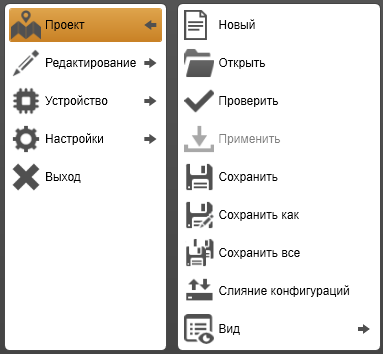 Проект
Редактирование
Устройство
Настройки
Выход
Новый
Открыть
Проверить
Применить
Сохранить
Сохранить как
Сохранить все
Слияние конфигураций
Вид